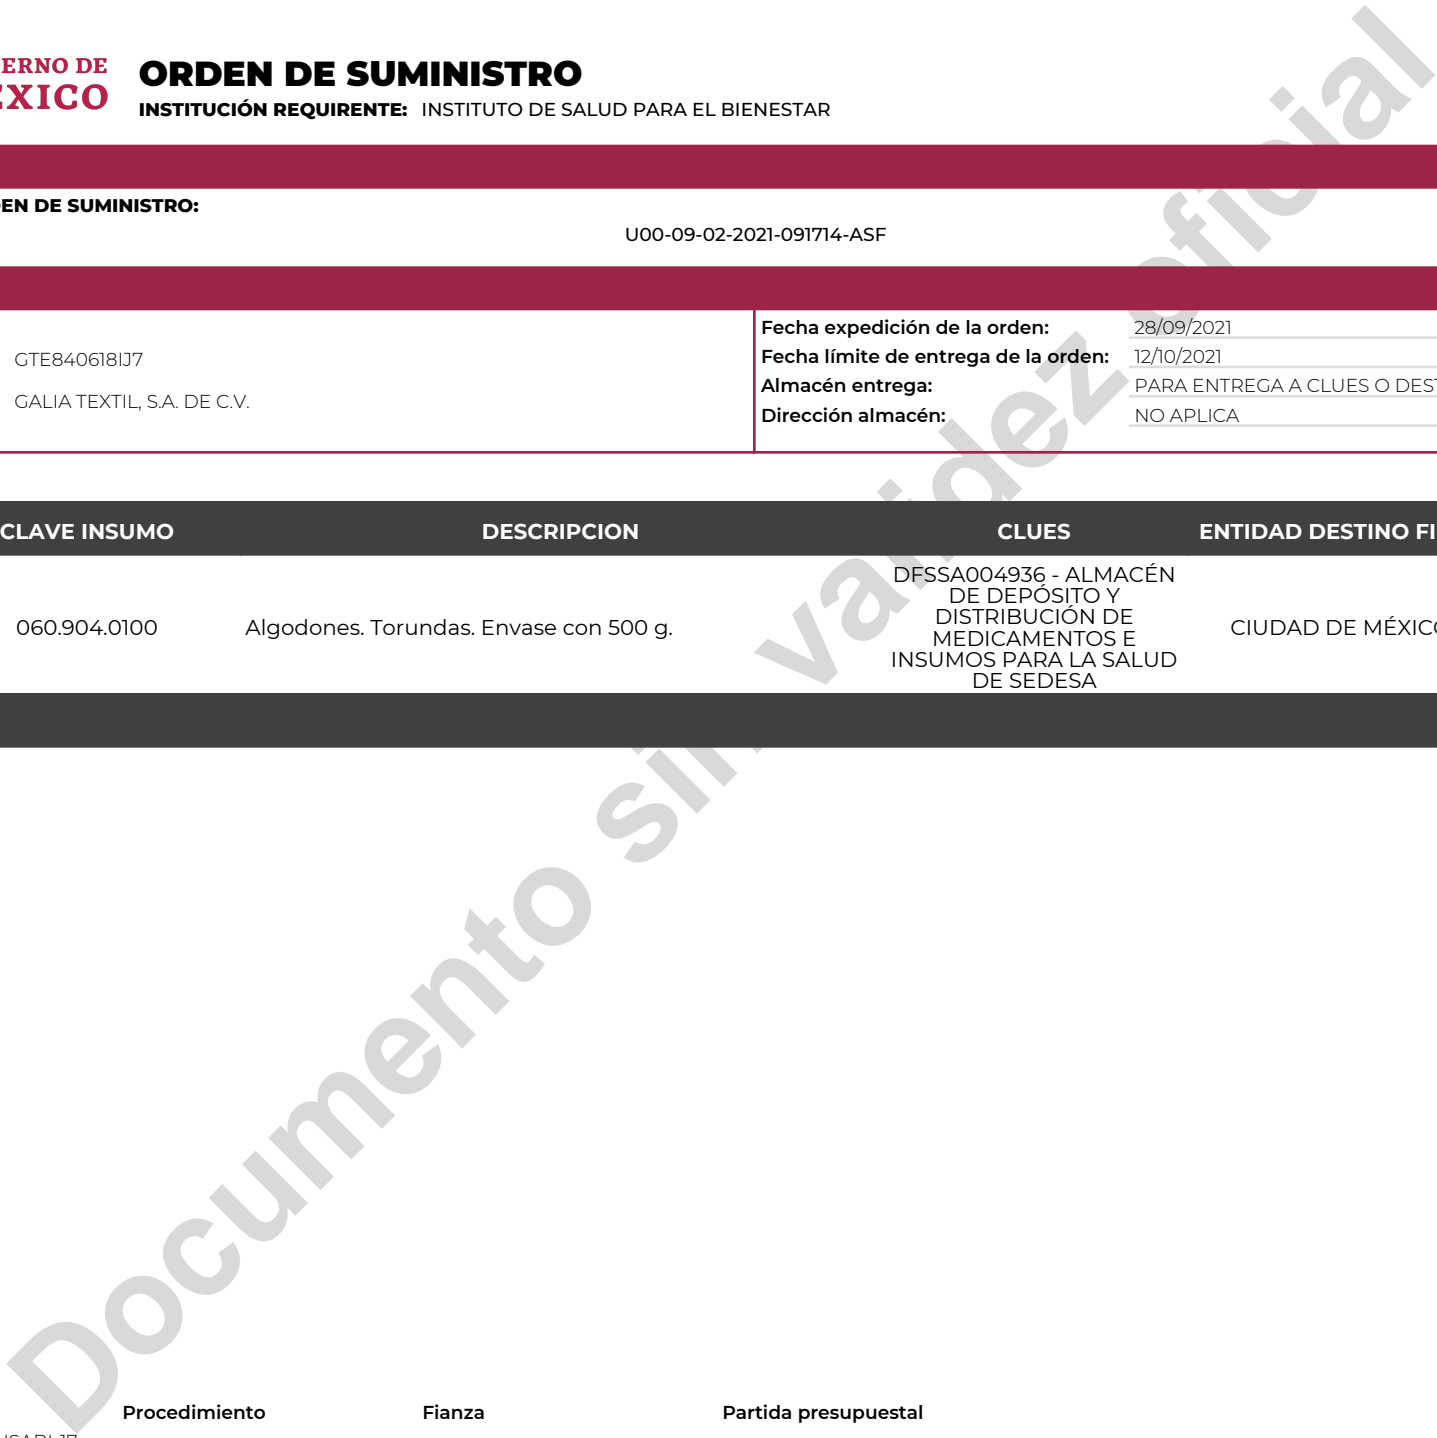 ERNO DE
ÉXICO
ORDEN DE SUMINISTRO
INSTITUCIÓN REQUIRENTE: INSTITUTO DE SALUD PARA EL BIENESTAR
EN DE SUMINISTRO:
U00-09-02-2021-091714-ASF
GTE840618IJ7
GALIA TEXTIL, S.A. DE C.V.
Fecha expedición de la orden: 28/09/2021
Fecha límite de entrega de la orden: 12/10/2021
Almacén entrega: PARA ENTREGA A CLUES O DEST
Dirección almacén: NO APLICA
CLAVE INSUMO DESCRIPCION CLUES ENTIDAD DESTINO FI
060.904.0100 Algodones. Torundas. Envase con 500 g.
DFSSA004936 - ALMACÉN
DE DEPÓSITO Y
DISTRIBUCIÓN DE
MEDICAMENTOS E
INSUMOS PARA LA SALUD
DE SEDESA
CIUDAD DE MÉXICO
Documento sin validez oficial
Procedimiento Fianza Partida presupuestal